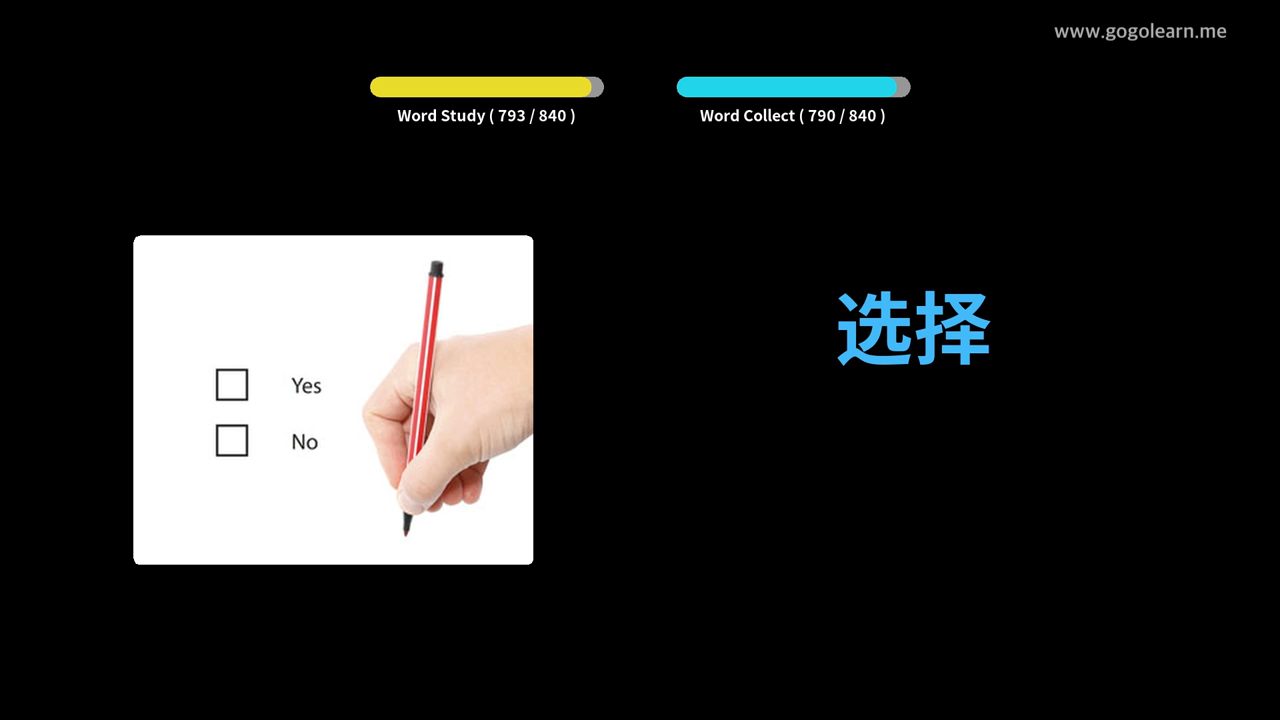 www.gogolearn.me
Word Study ( 793 / 840 )
Word Collect ( 790 / 840 )
Yes
No
选择